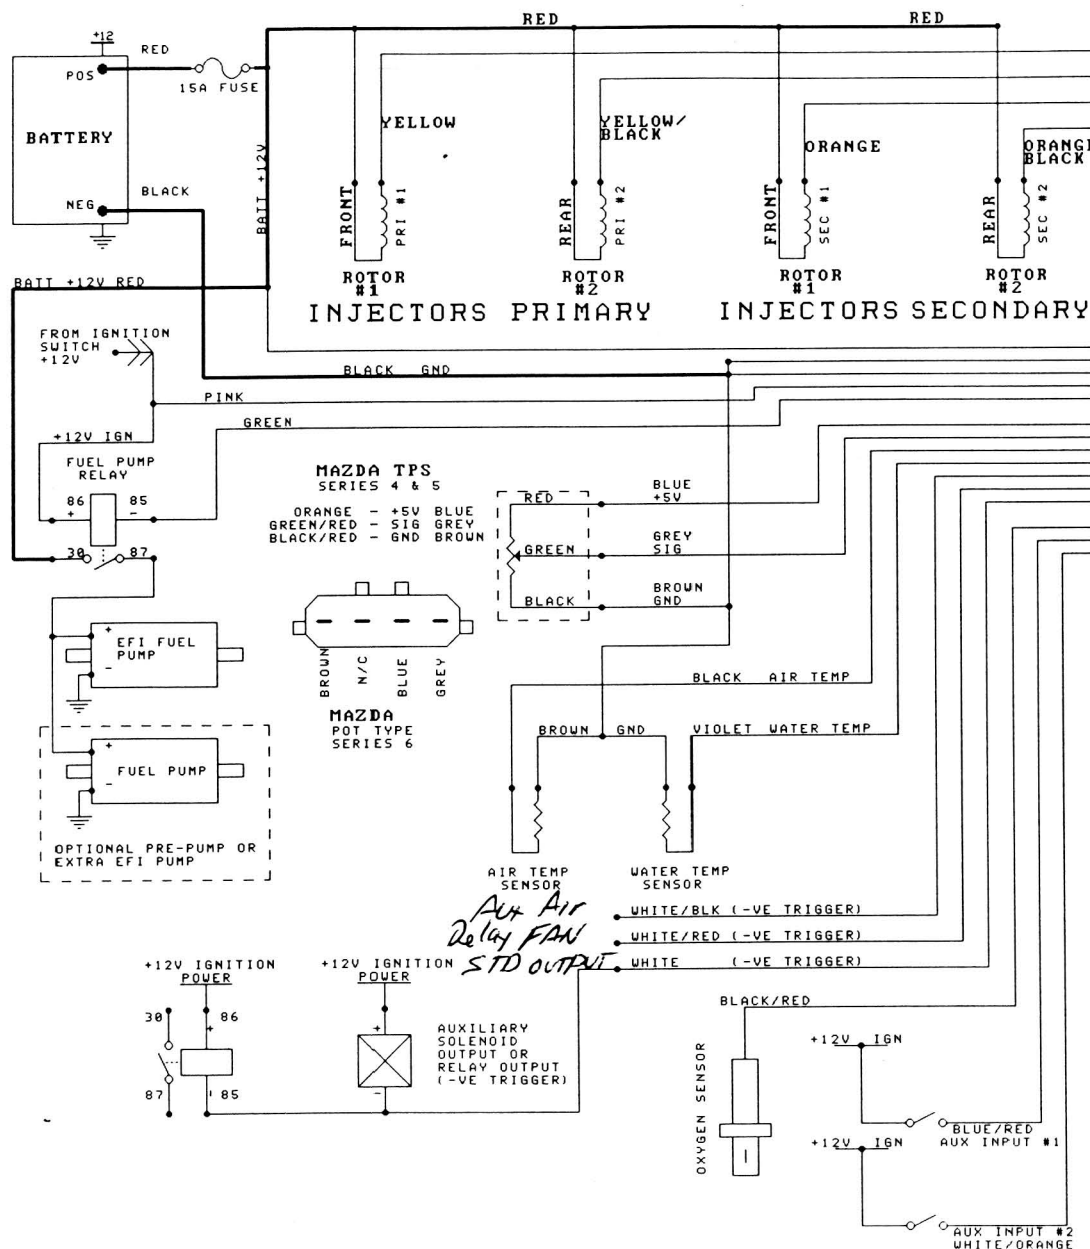 +12
RED
POS
15A FUSE
BATTERY
BLACK
NEG
BATT +12V
BATT +12V RED
RED
RED
YELLOW
YELLOW/
BLACK
ORANGE
ORANGE
BLACK
FRONT
PRI #1
REAR
PRI #2
FRONT
SEC #1
REAR
SEC #2
ROTOR
#1
ROTOR
#2
ROTOR
#1
ROTOR
#2
INJECTORS PRIMARY
INJECTORS SECONDARY
FROM IGNITION
SWITCH
+12V
BLACK GND
PINK
GREEN
+12V IGN
FUEL PUMP
RELAY
86
85
+
-
30
87
MAZDA TPS
SERIES 4 & 5
ORANGE - +5V BLUE
GREEN/RED - SIG GREY
BLACK/RED - GND BROWN
RED
BLUE
+5V
GREEN
GREY
SIG
BLACK
BROWN
GND
BROWN
N/C
BLUE
GREY
MAZDA
POT TYPE
SERIES 6
+
EFI FUEL
PUMP
-
+
FUEL PUMP
-
OPTIONAL PRE-PUMP OR
EXTRA EFI PUMP
BLACK AIR TEMP
BROWN GND
VIOLET WATER TEMP
AIR TEMP
SENSOR
WATER TEMP
SENSOR
Aux Air
Relay FAN
STD OUTPUT
WHITE/BLK (-VE TRIGGER)
WHITE/RED (-VE TRIGGER)
WHITE (-VE TRIGGER)
+12V IGNITION
POWER
30
86
+
87
-
85
+12V IGNITION
POWER
+
-
AUXILIARY
SOLENOID
OUTPUT OR
RELAY OUTPUT
(-VE TRIGGER)
BLACK/RED
OXYGEN SENSOR
+12V IGN
BLUE/RED
AUX INPUT #1
+12V IGN
AUX INPUT #2
WHITE/ORANGE